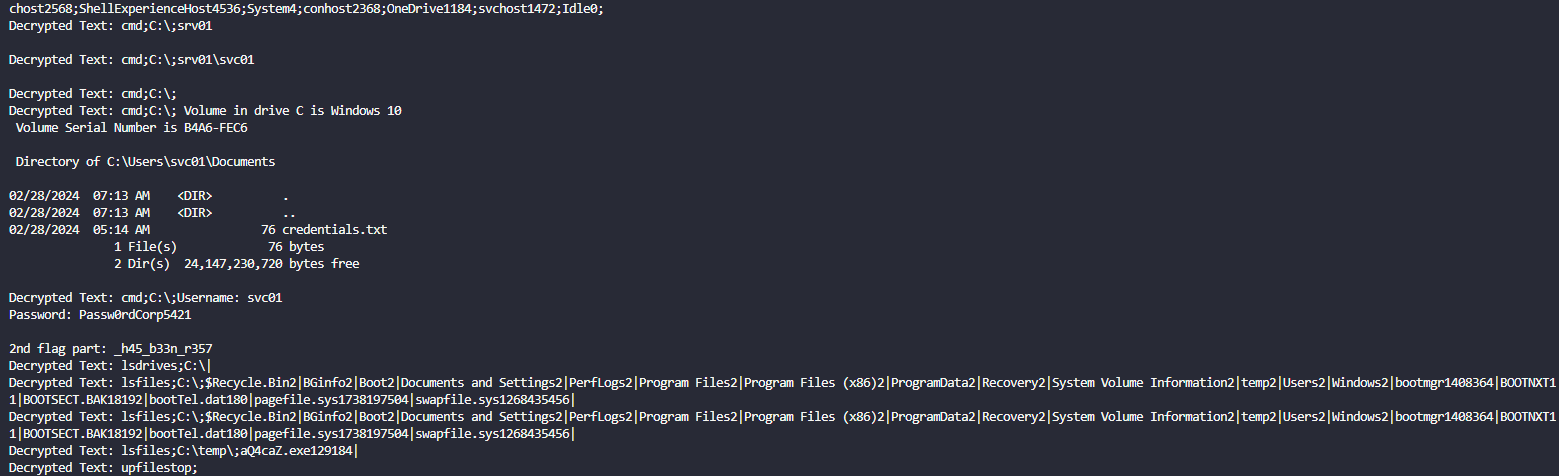 chost2568;ShellExperienceHost4536;System4;conhost2368;OneDrive1184;svchost1472;Idle0;
Decrypted Text: cmd;C:\;srv01
Decrypted Text: cmd;C:\;srv01\svc01
Decrypted Text: cmd;C:\;
Decrypted Text: cmd;C:\; Volume in drive C is Windows 10
Volume Serial Number is B4A6-FEC6
Directory of C:\Users\svc01\Documents
02/28/2024  07:13 AM    <DIR>          .
02/28/2024  07:13 AM    <DIR>          ..
02/28/2024  05:14 AM                76 credentials.txt
1 File(s)             76 bytes
2 Dir(s)  24,147,230,720 bytes free
Decrypted Text: cmd;C:\;Username: svc01
Password: Passw0rdCorp5421
2nd flag part: _h45_b33n_r357
Decrypted Text: lsdrives;C:\|
Decrypted Text: lsfiles;C:\;$Recycle.Bin2|BGinfo2|Boot2|Documents and Settings2|PerfLogs2|Program Files2|Program Files (x86)2|ProgramData2|Recovery2|System Volume Information2|temp2|Users2|Windows2|bootmgr1408364|BOOTNXT1
1|BOOTSECT.BAK18192|bootTel.dat180|pagefile.sys1738197504|swapfile.sys1268435456|
Decrypted Text: lsfiles;C:\;$Recycle.Bin2|BGinfo2|Boot2|Documents and Settings2|PerfLogs2|Program Files2|Program Files (x86)2|ProgramData2|Recovery2|System Volume Information2|temp2|Users2|Windows2|bootmgr1408364|BOOTNXT1
1|BOOTSECT.BAK18192|bootTel.dat180|pagefile.sys1738197504|swapfile.sys1268435456|
Decrypted Text: lsfiles;C:\temp\;aQ4caZ.exe129184|
Decrypted Text: upfilestop;